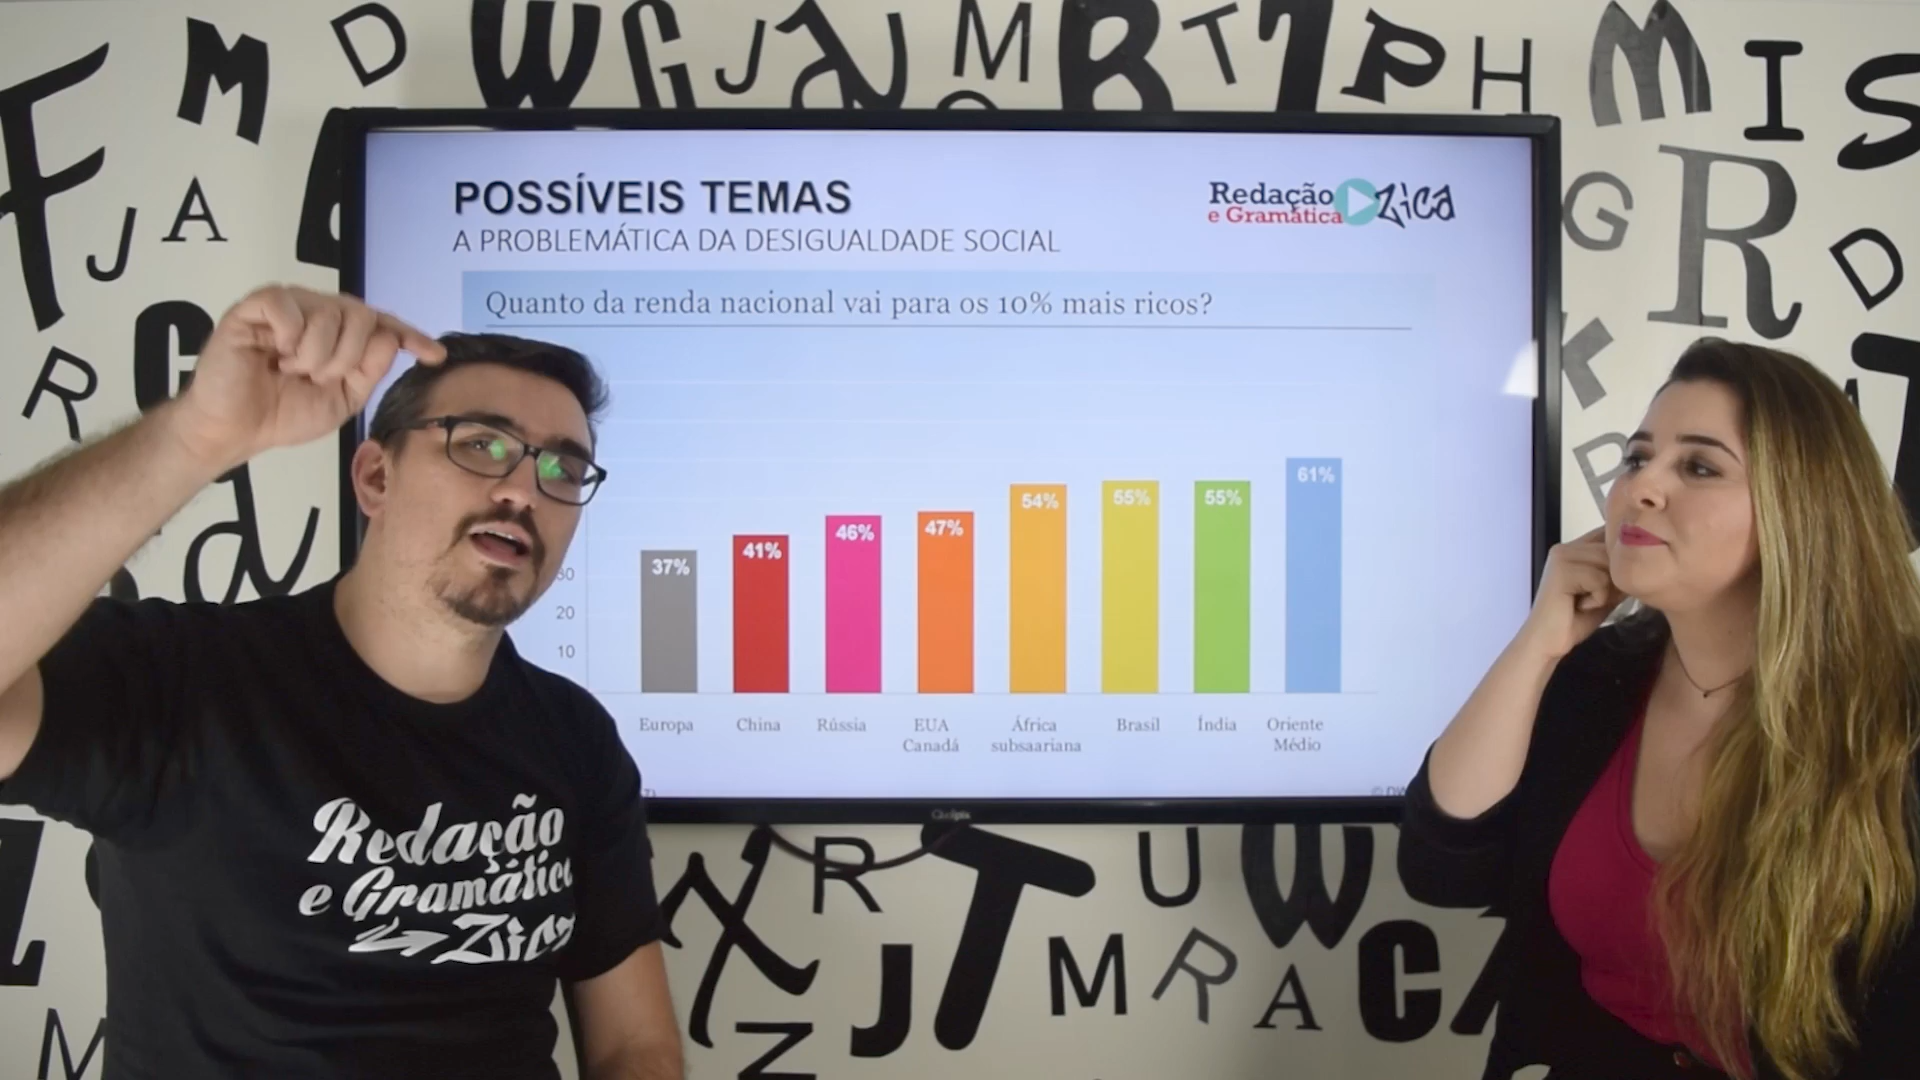 POSSÍVEIS TEMAS
A PROBLEMÁTICA DA DESIGUALDADE SOCIAL
Redação
e Gramática
Zica
Quanto da renda nacional vai para os 10% mais ricos?
61%
55%
55%
54%
47%
46%
41%
37%
30
20
10
Europa
China
Rússia
EUA
Canadá
África
subsaariana
Brasil
Índia
Oriente
Médio
Redação
e Gramática
Zica